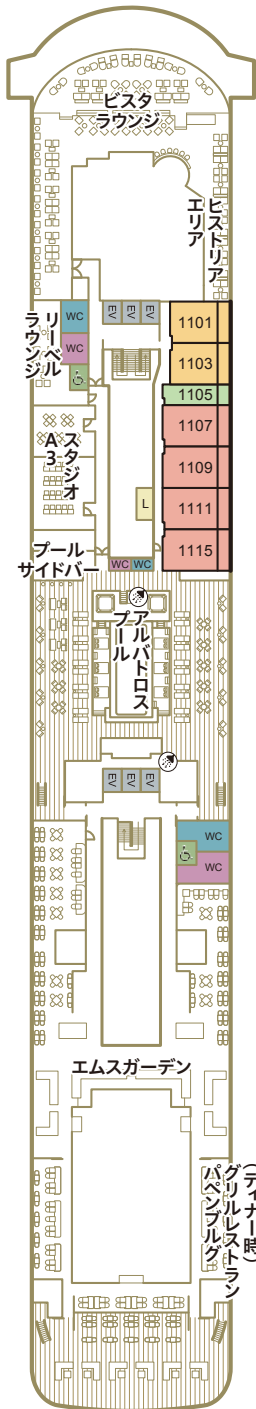 ビスタ
ラウンジ
ヒストリア
エリア
リーベル
ラウンジ
WC
WC
EV
EV
EV
1101
1103
1105
1107
1109
1111
1115
スタジオ
A3
L
プール
サイドバー
WC
WC
アルバトロス
プール
EV
EV
EV
WC
WC
エムスガーデン
(ディナー時)
グリルレストラン
パペンブルグ